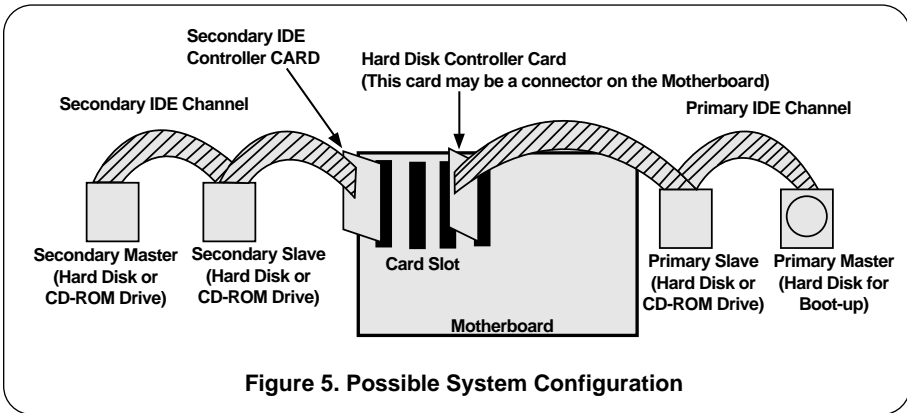 Secondary IDE
Controller CARD
Hard Disk Controller Card
(This card may be a connector on the Motherboard)
Secondary IDE Channel
Primary IDE Channel
Secondary Master
(Hard Disk or
CD-ROM Drive)
Secondary Slave
(Hard Disk or
CD-ROM Drive)
Card Slot
Primary Slave
(Hard Disk or
CD-ROM Drive)
Primary Master
(Hard Disk for
Boot-up)
Motherboard
Figure 5. Possible System Configuration